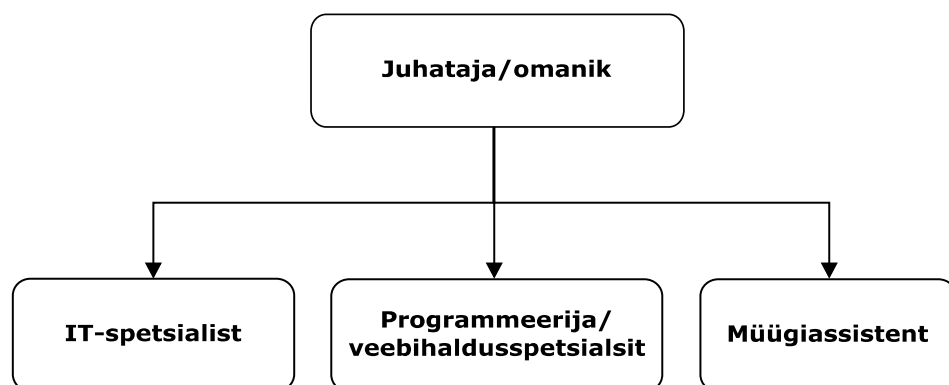 Juhataja/omanik
IT-spetsialist
Programmeerija/
veebihaldusspetsialsit
Müügiassistent